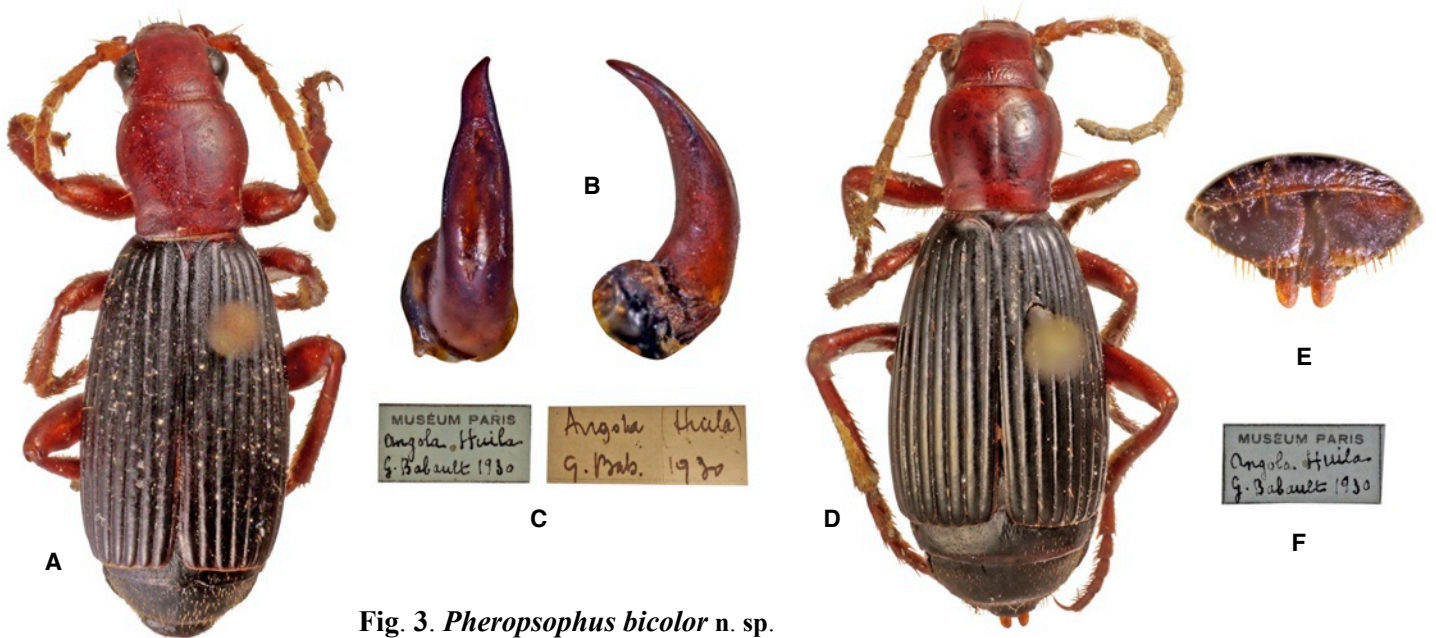 B
MUSÉUM PARIS
Angola. Huila
G. Babault 1930
Angola (Huila)
G. Bab. 1930
C
A
D
E
MUSÉUM PARIS
Angola. Huila
G. Babault 1930
F
Fig. 3. Pheropsophus bicolor n. sp.